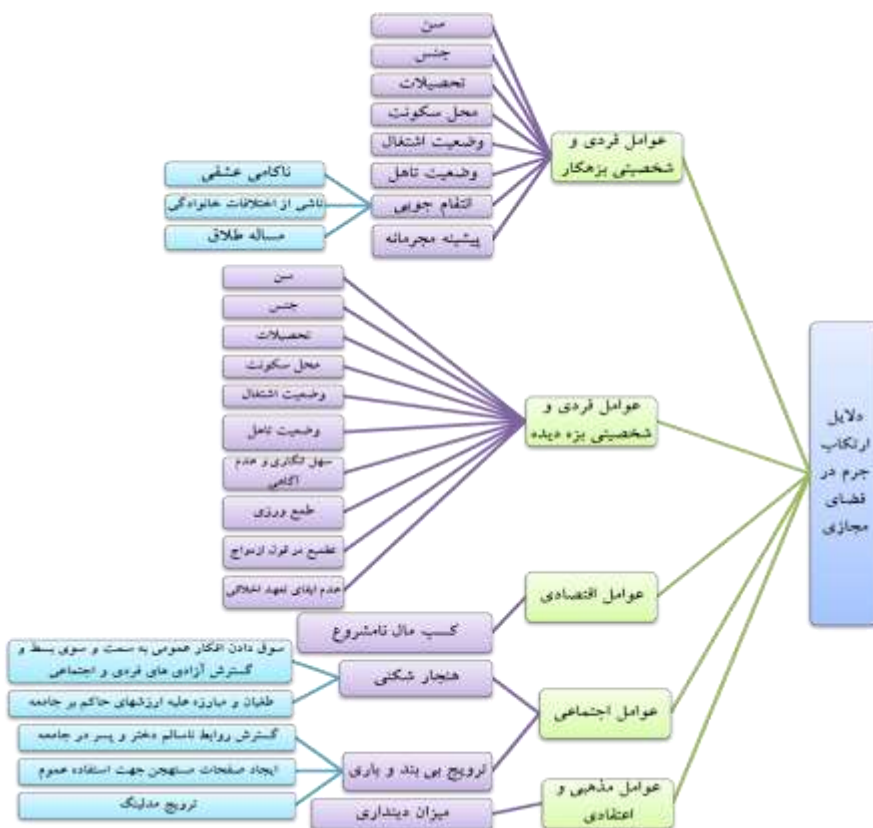 دلایل
ارتکاب
جرم در
فضای
مجازی
عوامل فردی و
شخصیتی بزهکار
سن
جنس
تحصیلات
محل سکونت
وضعیت اشتغال
وضعیت تاهل
انتقام جویی
ناکامی عشقی
ناشی از اختلافات خانوادگی
مساله طلاق
پیشینه مجرمانه
عوامل فردی و
شخصیتی بزه دیده
سن
جنس
تحصیلات
محل سکونت
وضعیت اشتغال
وضعیت تاهل
سهل انگاری و عدم
آگاهی
طمع ورزی
تطمیع در قول ازدواج
عدم ایفای تعهد اخلاقی
عوامل اقتصادی
کسب مال نامشروع
عوامل اجتماعی
هنجار شکنی
سوق دادن افکار عمومی به سمت و سوی بسط و
گسترش آزادی های فردی و اجتماعی
طغیان و مبارزه علیه ارزشهای حاکم بر جامعه
ترویج بی بند و باری
گسترش روابط ناسالم دختر و پسر در جامعه
ایجاد صفحات مستهجن جهت استفاده عموم
ترویج مدلینگ
عوامل مذهبی و
اعتقادی
میزان دینداری